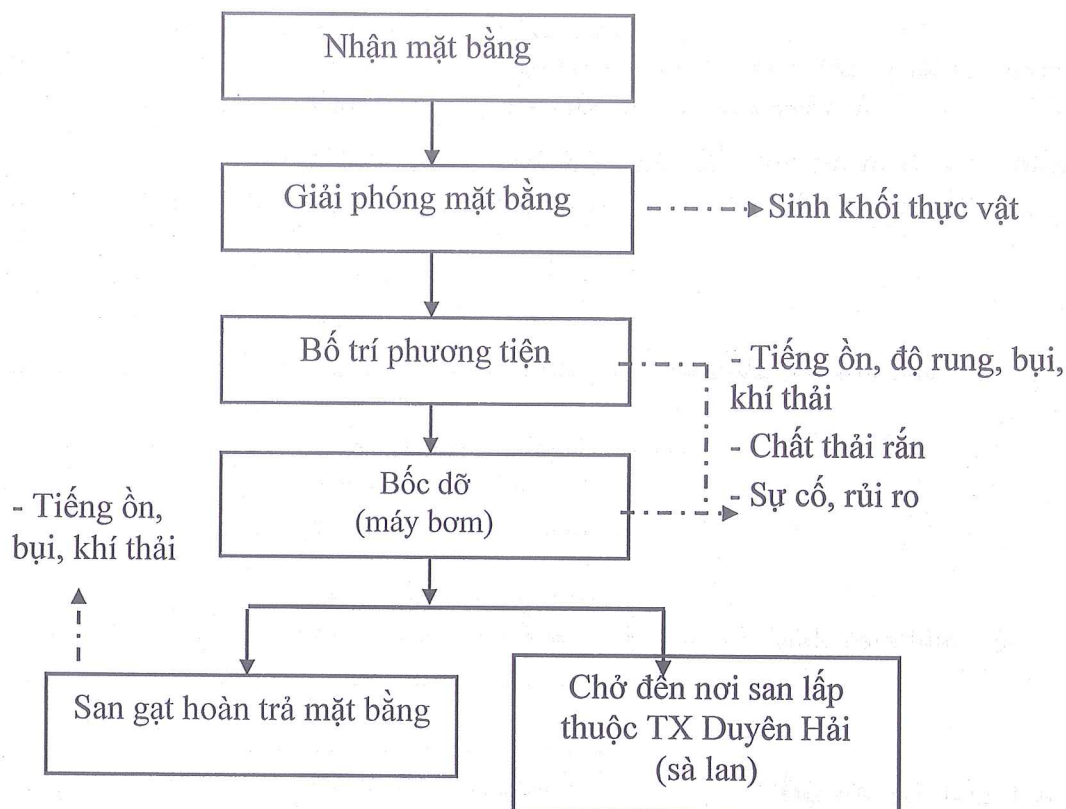 Nhận mặt bằng
Giải phóng mặt bằng
Sinh khối thực vật
Bố trí phương tiện
- Tiếng ồn, độ rung, bụi,
khí thải
- Chất thải rắn
- Sự cố, rủi ro
Bốc dỡ
(máy bơm)
- Tiếng ồn,
bụi, khí thải
San gạt hoàn trả mặt bằng
Chở đến nơi san lấp
thuộc TX Duyên Hải
(sà lan)